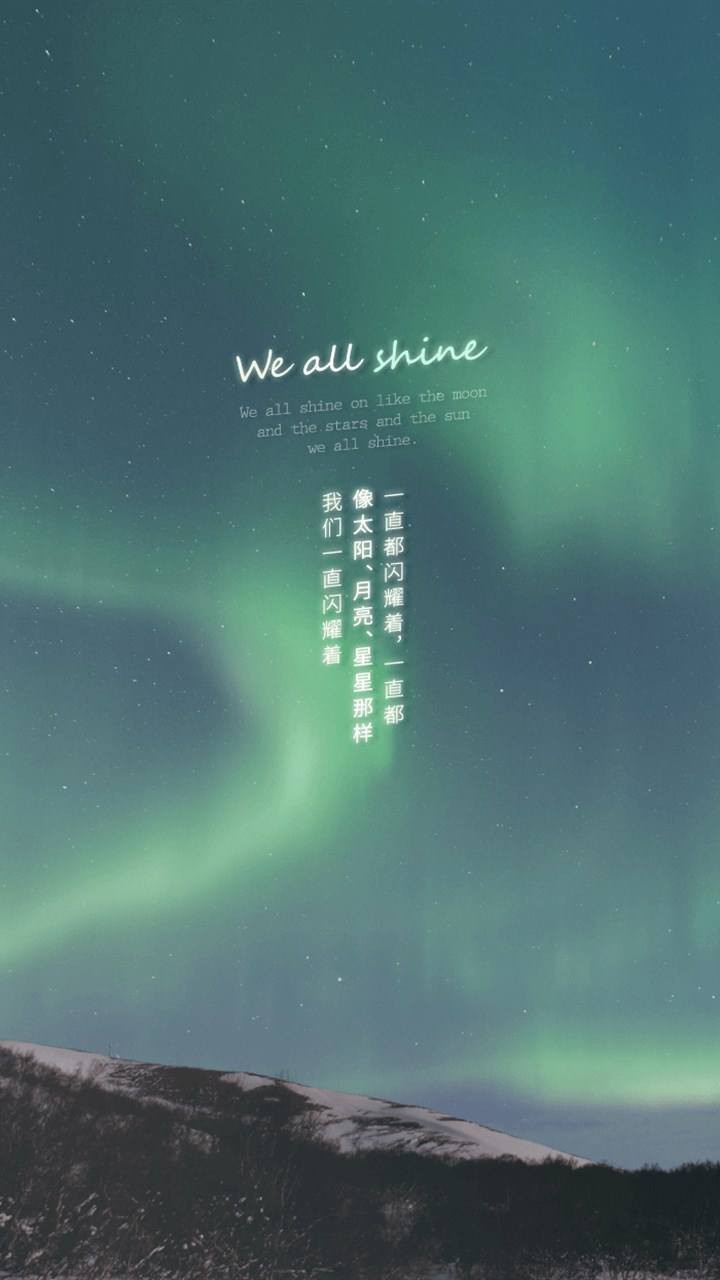 We all shine
We all shine on like the moon
and the stars and the sun
we all shine.
一直都闪耀着，一直都
像太阳、月亮、星星那样
我们一直闪耀着